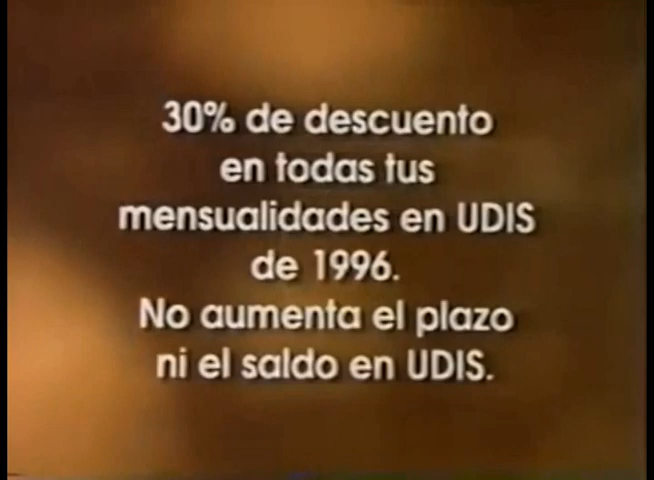 30% de descuento
en todas tus
mensualidades en UDIS
de 1996.
No aumenta el plazo
ni el saldo en UDIS.